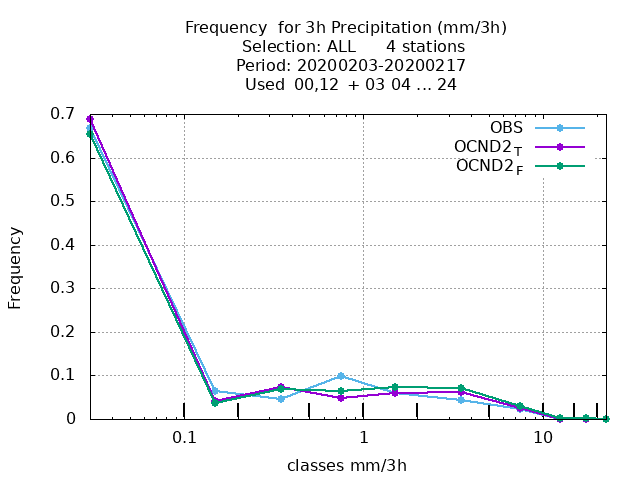 Frequency  for 3h Precipitation (mm/3h)
Selection: ALL      4 stations
Period: 20200203-20200217
Used  00,12  + 03 04 ... 24
0.7
0.6
0.5
0.4
0.3
0.2
0.1
0
Frequency
OBS
OCND2_T
OCND2_F
0.1
1
10
classes mm/3h